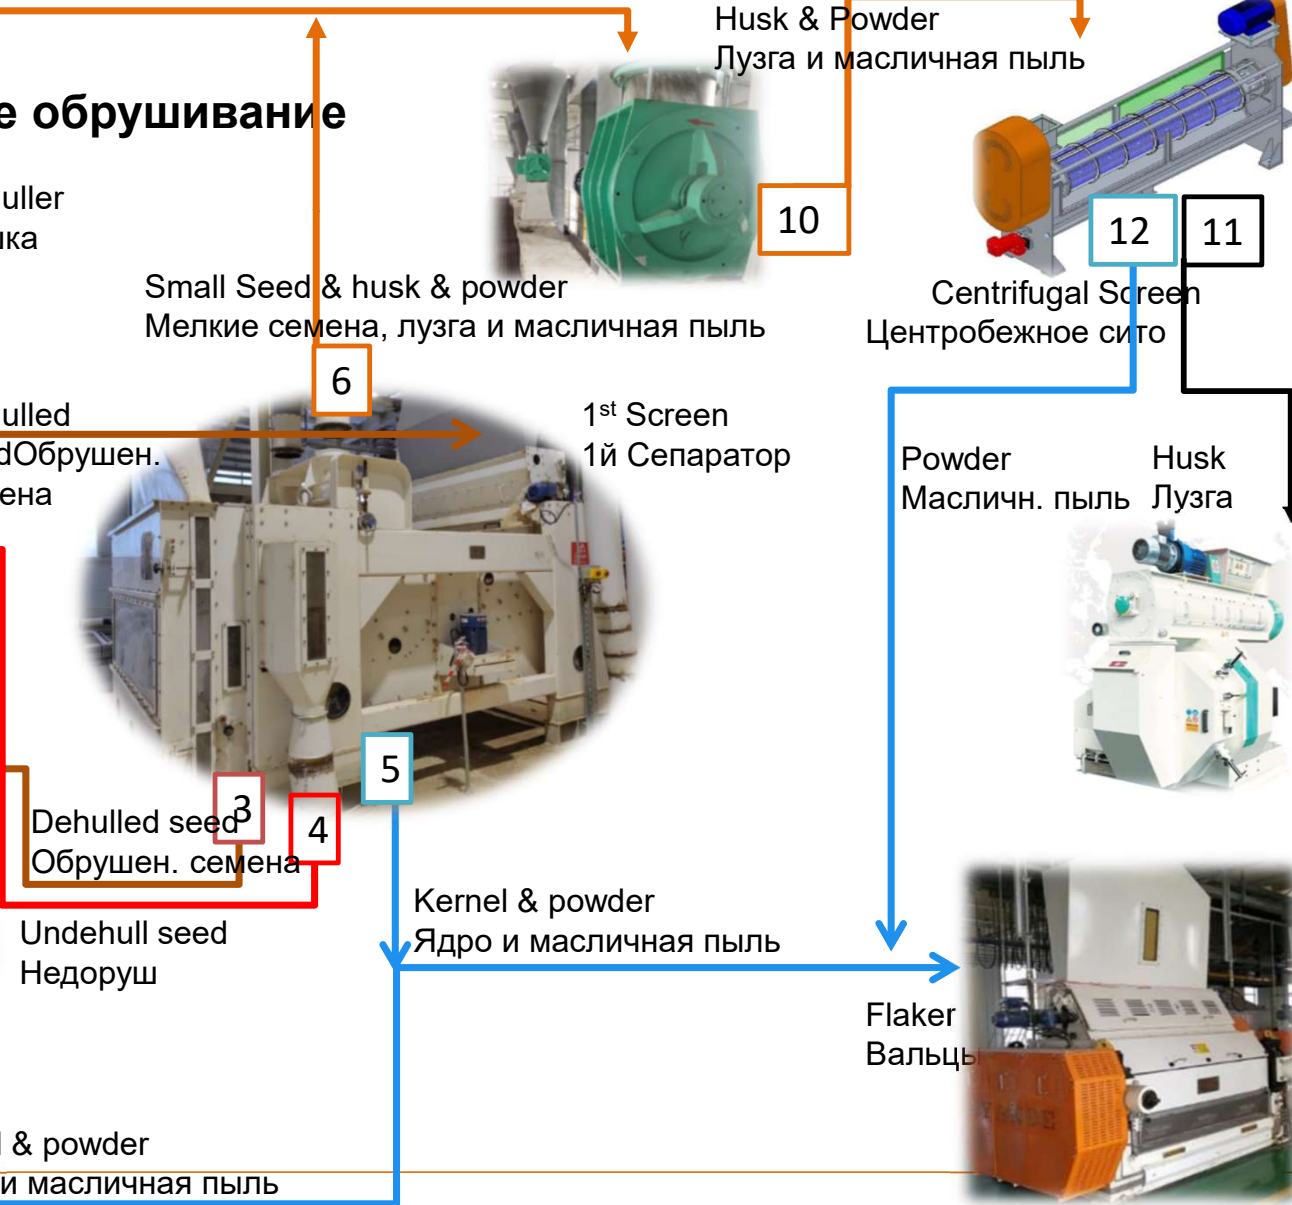 Husk & Powder
Лузга и масличная пыль
е обрушивание
uller
шка
10
12
11
Small Seed & husk & powder
Мелкие семена, лузга и масличная пыль
Centrifugal Screen
Центробежное сито
6
ulled
dОбрушен.
ена
1st Screen
1й Сепаратор
Powder
Масличн. пыль
Husk
Лузга
5
3
4
Dehulled seed
Обрушен. семена
Kernel & powder
Ядро и масличная пыль
Undehull seed
Недоруш
Flaker
Вальцы
& powder
и масличная пыль